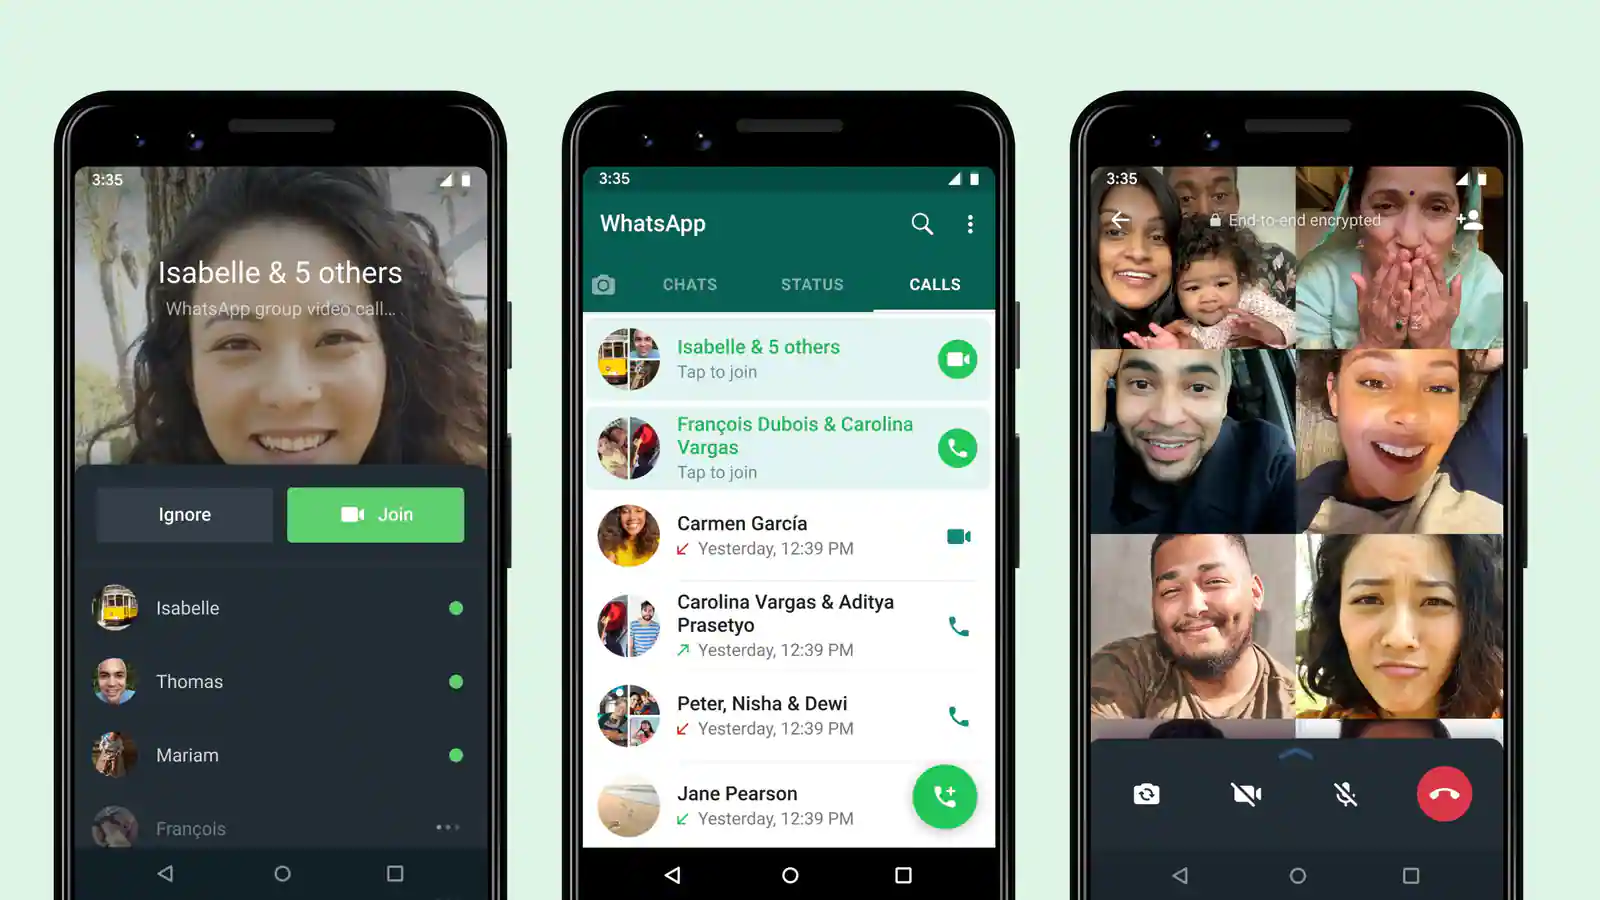 3:35
Isabelle & 5 others
WhatsApp group video call...
Ignore
Join
Isabelle
Thomas
Mariam
François
3:35
WhatsApp
CHATS
STATUS
CALLS
Isabelle & 5 others
Tap to join
François Dubois & Carolina
Vargas
Tap to join
Carmen García
Yesterday, 12:39 PM
Carolina Vargas & Aditya
Prasetyo
Yesterday, 12:39 PM
Peter, Nisha & Dewi
Yesterday, 12:39 PM
Jane Pearson
Yesterday, 12:39 PM
3:35
End-to-end encrypted